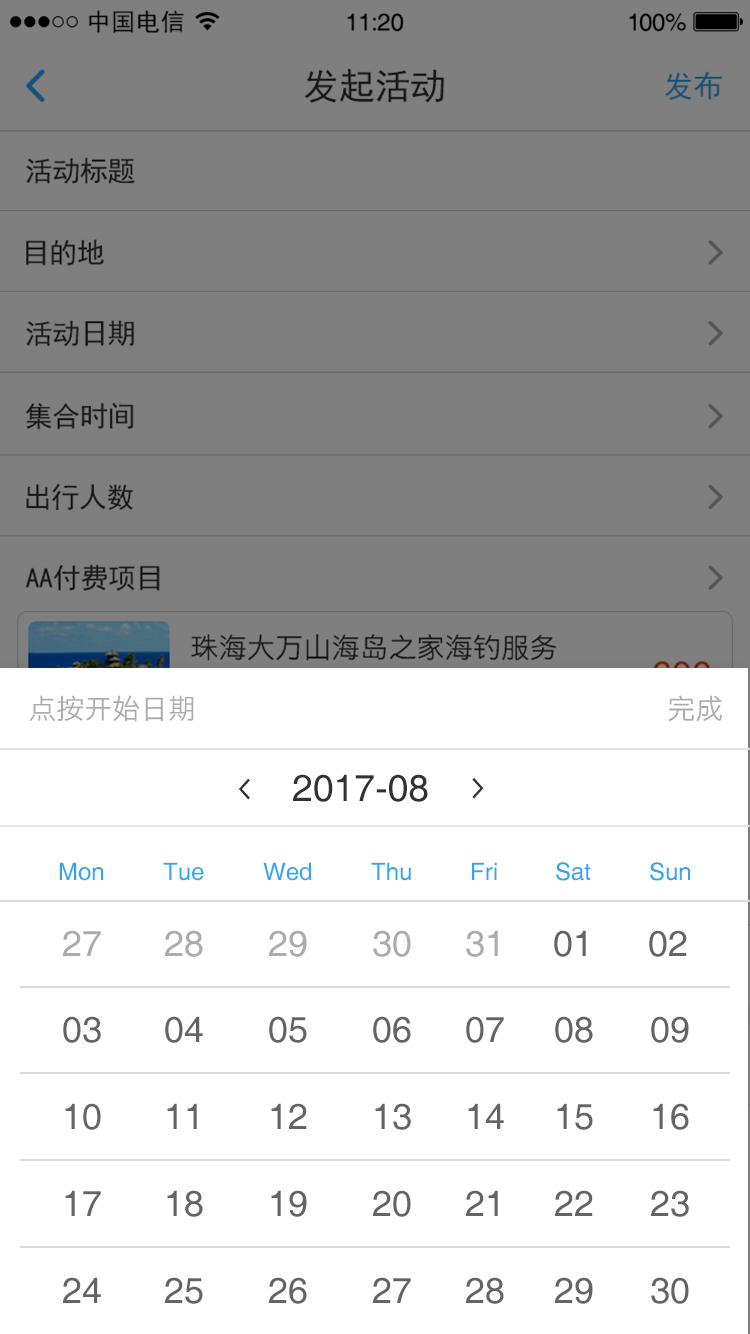 中国电信 11:20 100%
发起活动 发布
活动标题
目的地
活动日期
集合时间
出行人数
AA付费项目
珠海大万山海岛之家海钓服务
点按开始日期 完成
2017-08
Mon Tue Wed Thu Fri Sat Sun
27 28 29 30 31 01 02
03 04 05 06 07 08 09
10 11 12 13 14 15 16
17 18 19 20 21 22 23
24 25 26 27 28 29 30